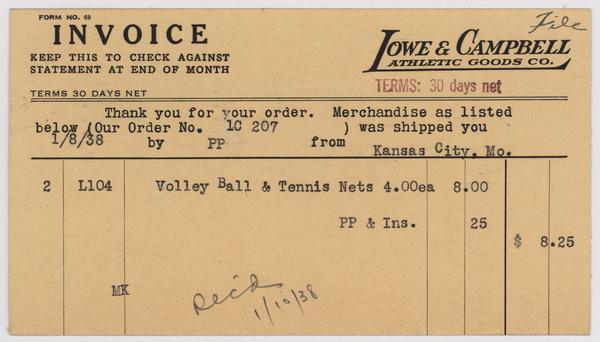 FORM NO. 69
File
INVOICE
LOWE & CAMPBELL
ATHLETIC GOODS CO.
KEEP THIS TO CHECK AGAINST
STATEMENT AT END OF MONTH
TERMS: 30 days net
TERMS 30 DAYS NET
Thank you for your order. Merchandise as listed
below (Our Order No. 1C 207 ) was shipped you
1/8/38 by PP from Kansas City, Mo.
2 L104 Volley Ball & Tennis Nets 4.00ea 8.00
PP & Ins. 25
$ 8.25
MK
Rec'd
1/10/38